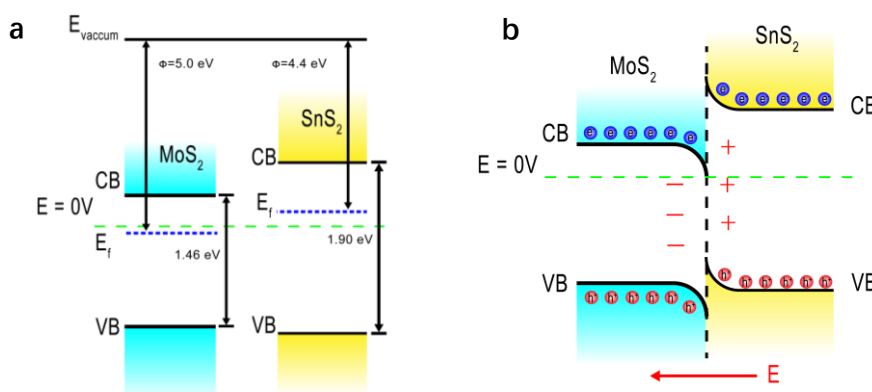 a
E_vaccum
Φ=5.0 eV
Φ=4.4 eV
SnS₂
MoS₂
CB
CB
E = 0V
E_f
E_f
1.46 eV
1.90 eV
VB
VB
b
SnS₂
MoS₂
CB
CB
e e e e e e
e e e e e e
E = 0V
+
− +
− +
−
VB
VB
h⁺ h⁺ h⁺ h⁺ h⁺ h⁺
h⁺ h⁺ h⁺ h⁺ h⁺ h⁺
E